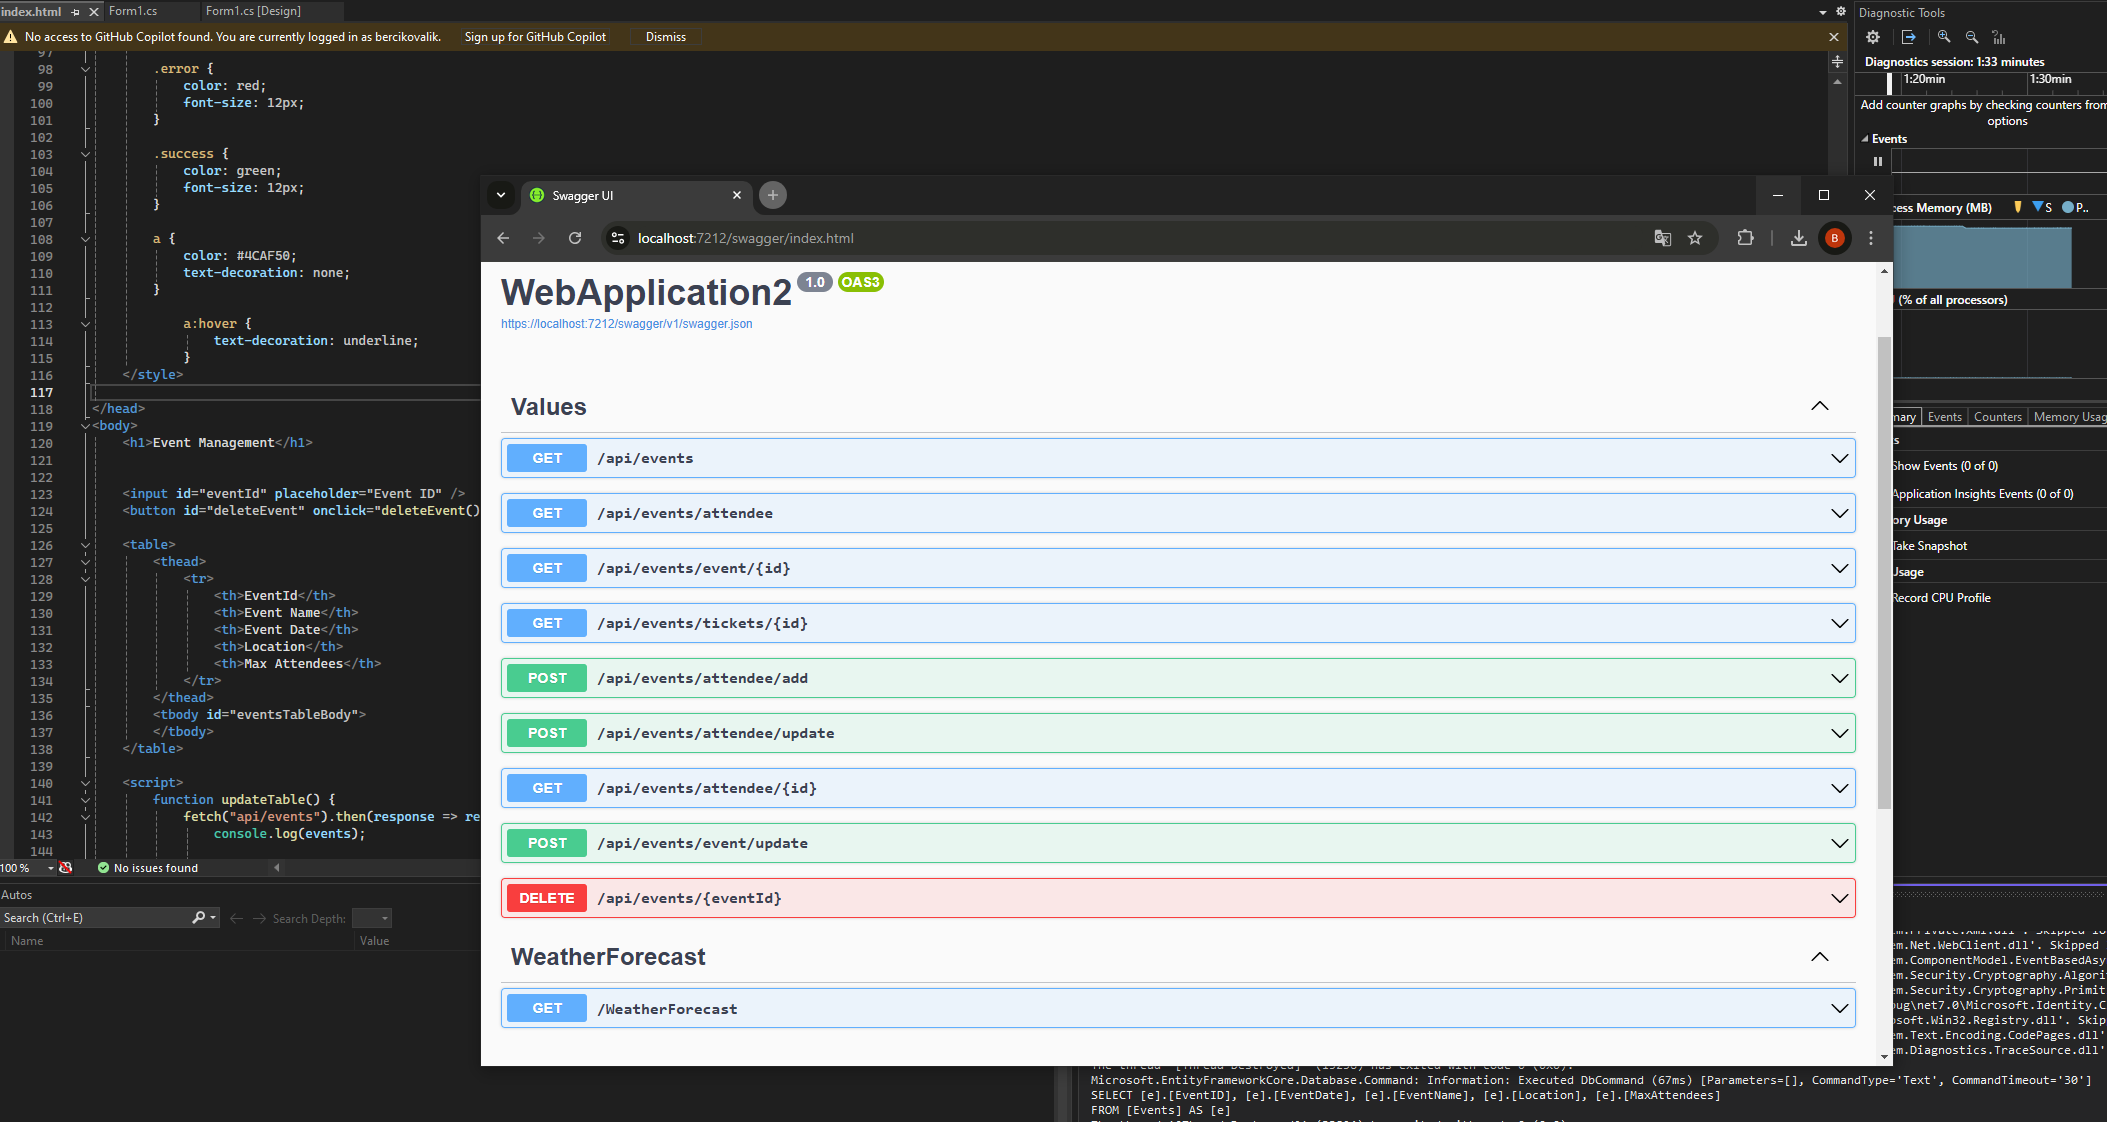 index.html
Form1.cs
Form1.cs [Design]
No access to GitHub Copilot found. You are currently logged in as bercikovalik.
Sign up for GitHub Copilot
Dismiss
97
98 .error {
99 color: red;
100 font-size: 12px;
101 }
102
103 .success {
104 color: green;
105 font-size: 12px;
106 }
107
108 a {
109 color: #4CAF50;
110 text-decoration: none;
111 }
112
113 a:hover {
114 text-decoration: underline;
115 }
116 </style>
117
118 </head>
119 <body>
120 <h1>Event Management</h1>
121
122
123 <input id="eventId" placeholder="Event ID" />
124 <button id="deleteEvent" onclick="deleteEvent()
125
126 <table>
127 <thead>
128 <tr>
129 <th>EventId</th>
130 <th>Event Name</th>
131 <th>Event Date</th>
132 <th>Location</th>
133 <th>Max Attendees</th>
134 </tr>
135 </thead>
136 <tbody id="eventsTableBody">
137 </tbody>
138 </table>
139
140 <script>
141 function updateTable() {
142 fetch("api/events").then(response => re
143 console.log(events);
144
100 %
No issues found
Autos
Search (Ctrl+E)
Search Depth:
Name
Value
Swagger UI
localhost:7212/swagger/index.html
B
WebApplication2 1.0 OAS3
https://localhost:7212/swagger/v1/swagger.json
Values
GET /api/events
GET /api/events/attendee
GET /api/events/event/{id}
GET /api/events/tickets/{id}
POST /api/events/attendee/add
POST /api/events/attendee/update
GET /api/events/attendee/{id}
POST /api/events/event/update
DELETE /api/events/{eventId}
WeatherForecast
GET /WeatherForecast
Diagnostic Tools
Diagnostics session: 1:33 minutes
1:20min
1:30min
Add counter graphs by checking counters from
options
Events
cess Memory (MB)
S
P..
(% of all processors)
nary
Events
Counters
Memory Usag
s
Show Events (0 of 0)
Application Insights Events (0 of 0)
ory Usage
Take Snapshot
Usage
Record CPU Profile
em.Net.WebClient.dll'. Skipped
em.ComponentModel.EventBasedAsy
em.Security.Cryptography.Algori
em.Security.Cryptography.Primit
bug\net7.0\Microsoft.Identity.C
osoft.Win32.Registry.dll'. Skip
em.Text.Encoding.CodePages.dll'
em.Diagnostics.TraceSource.dll'
Microsoft.EntityFrameworkCore.Database.Command: Information: Executed DbCommand (67ms) [Parameters=[], CommandType='Text', CommandTimeout='30']
SELECT [e].[EventID], [e].[EventDate], [e].[EventName], [e].[Location], [e].[MaxAttendees]
FROM [Events] AS [e]